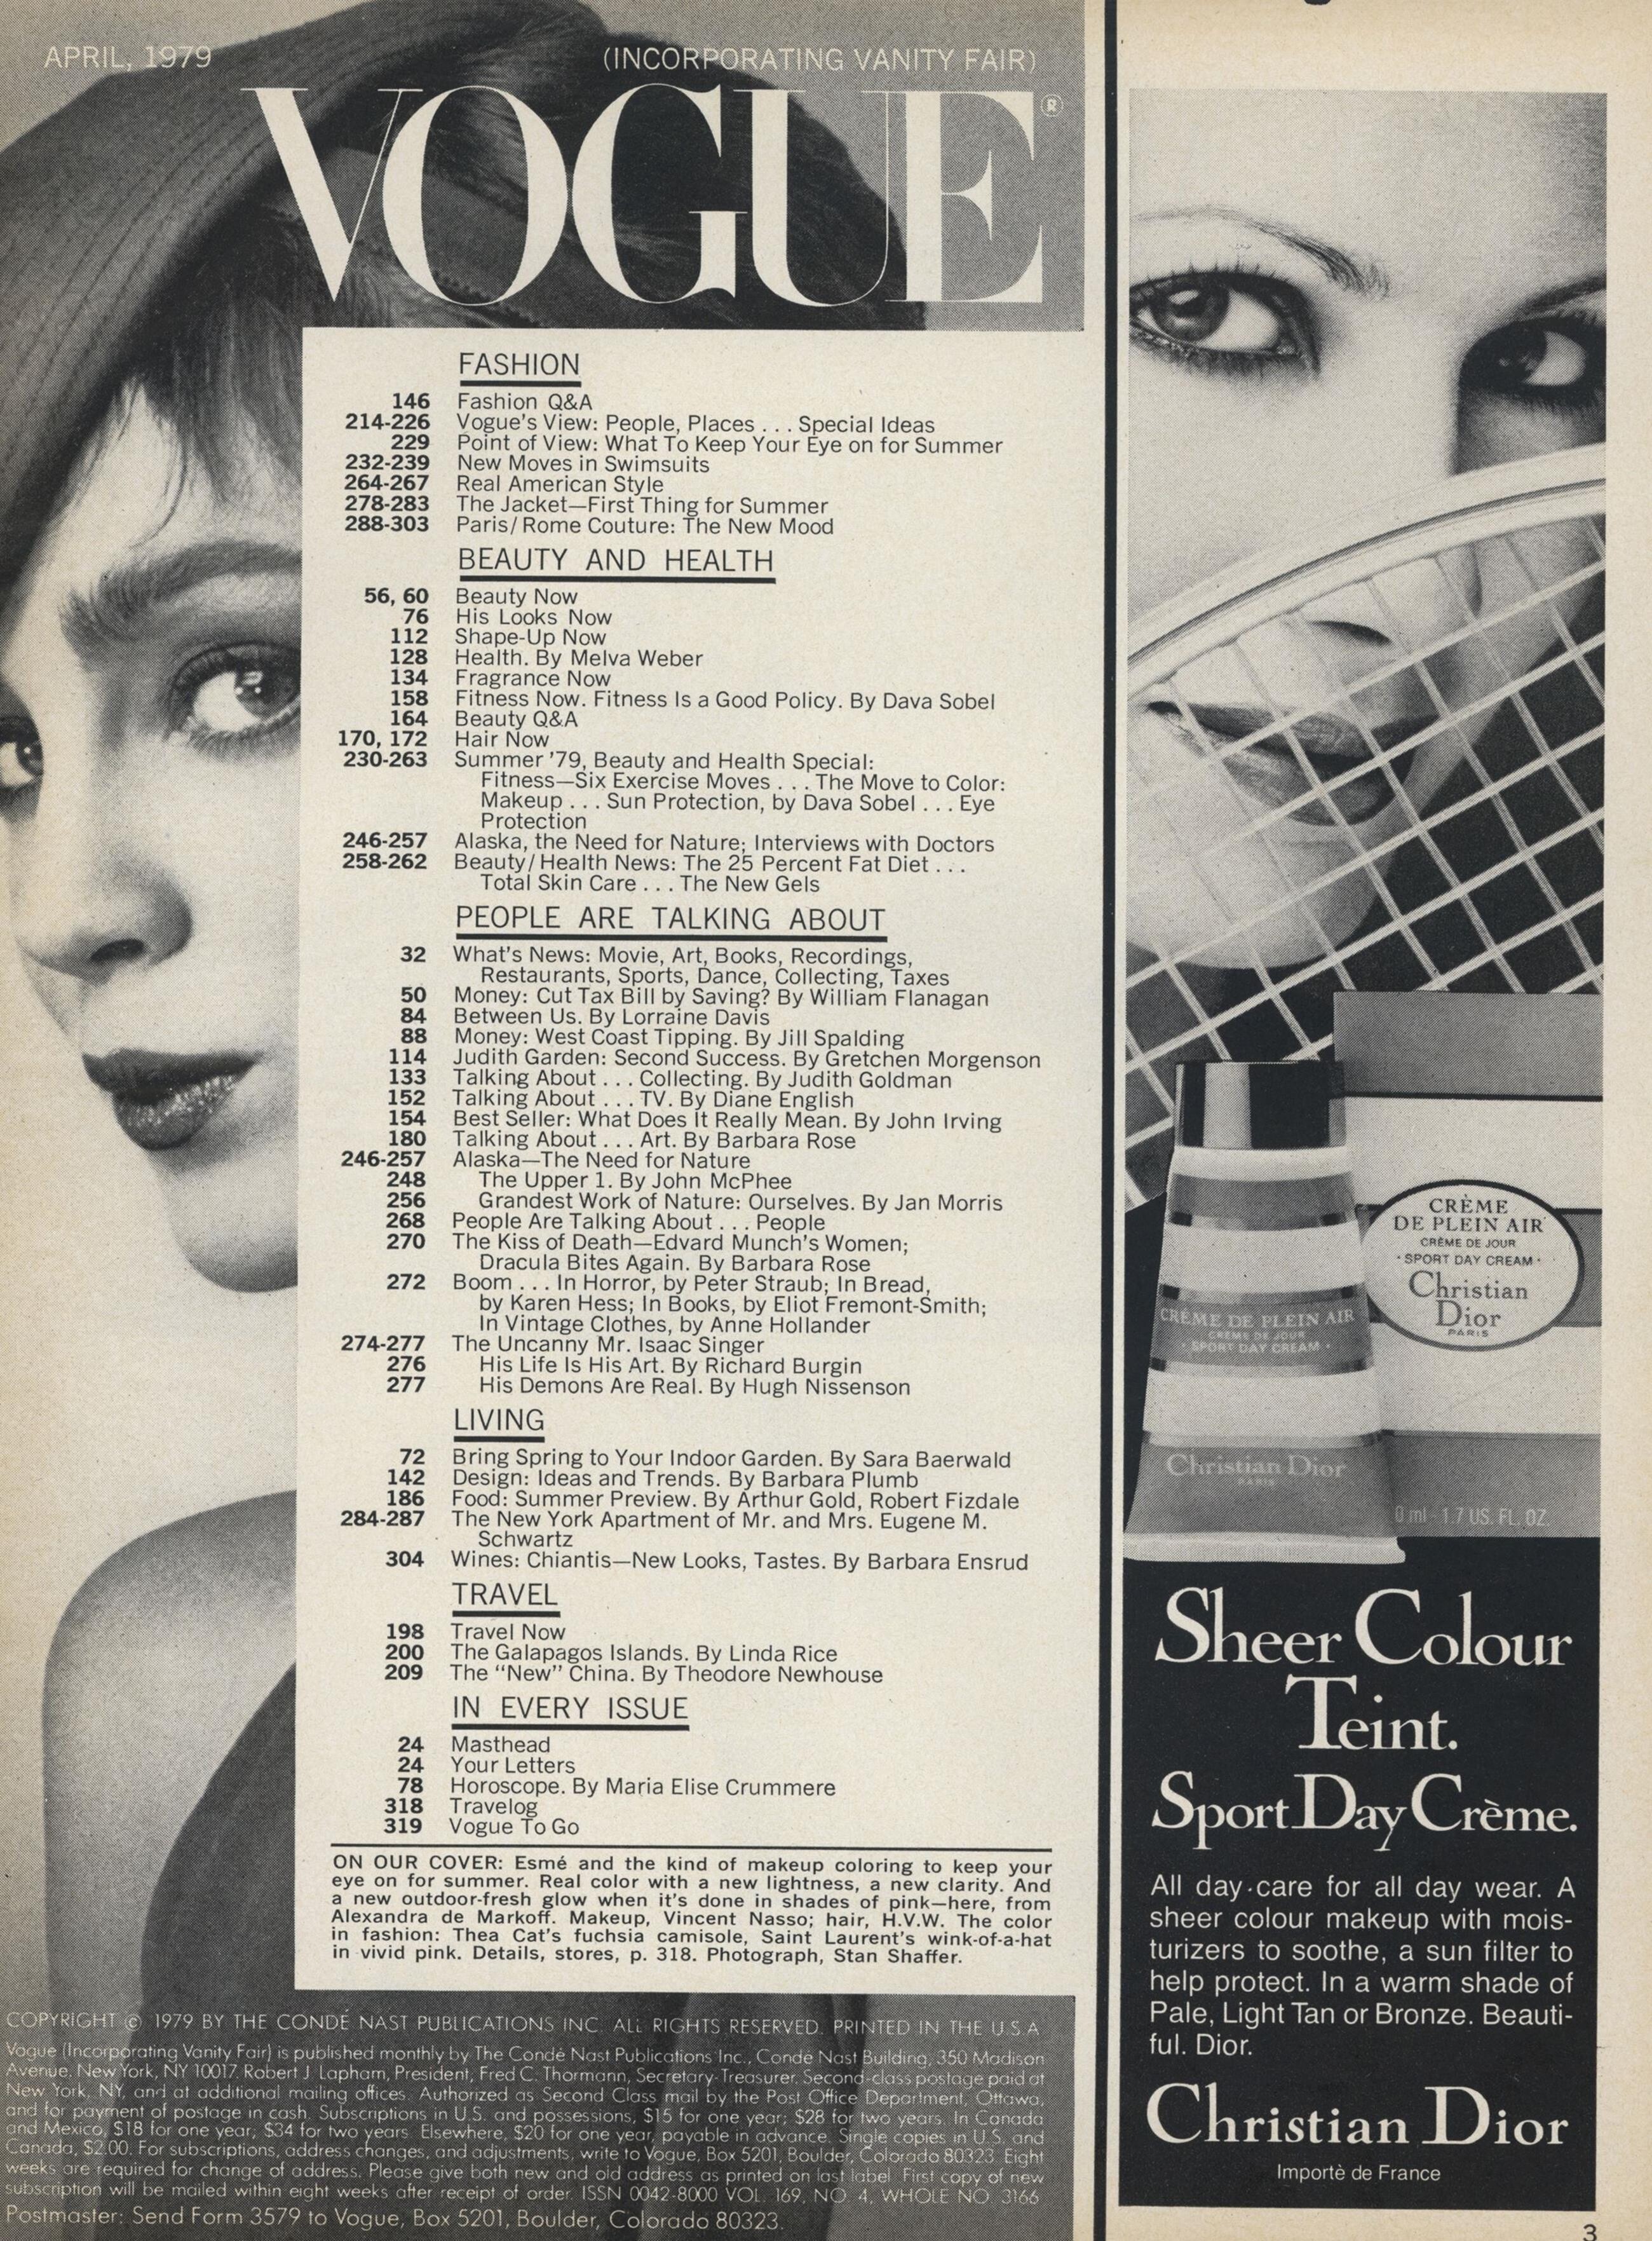 APRIL, 1979
(INCORPORATING VANITY FAIR)
VOGUE®
FASHION
146 Fashion Q&A
214-226 Vogue's View: People, Places . . . Special Ideas
229 Point of View: What To Keep Your Eye on for Summer
232-239 New Moves in Swimsuits
264-267 Real American Style
278-283 The Jacket—First Thing for Summer
288-303 Paris/Rome Couture: The New Mood
BEAUTY AND HEALTH
56, 60 Beauty Now
76 His Looks Now
112 Shape-Up Now
128 Health. By Melva Weber
134 Fragrance Now
158 Fitness Now. Fitness Is a Good Policy. By Dava Sobel
164 Beauty Q&A
170, 172 Hair Now
230-263 Summer '79, Beauty and Health Special:
Fitness—Six Exercise Moves . . . The Move to Color:
Makeup . . . Sun Protection, by Dava Sobel . . . Eye
Protection
246-257 Alaska, the Need for Nature; Interviews with Doctors
258-262 Beauty/Health News: The 25 Percent Fat Diet . . .
Total Skin Care . . . The New Gels
PEOPLE ARE TALKING ABOUT
32 What's News: Movie, Art, Books, Recordings,
Restaurants, Sports, Dance, Collecting, Taxes
50 Money: Cut Tax Bill by Saving? By William Flanagan
84 Between Us. By Lorraine Davis
88 Money: West Coast Tipping. By Jill Spalding
114 Judith Garden: Second Success. By Gretchen Morgenson
133 Talking About . . . Collecting. By Judith Goldman
152 Talking About . . . TV. By Diane English
154 Best Seller: What Does It Really Mean. By John Irving
180 Talking About . . . Art. By Barbara Rose
246-257 Alaska—The Need for Nature
248 The Upper 1. By John McPhee
256 Grandest Work of Nature: Ourselves. By Jan Morris
268 People Are Talking About . . . People
270 The Kiss of Death—Edvard Munch's Women;
Dracula Bites Again. By Barbara Rose
272 Boom . . . In Horror, by Peter Straub; In Bread,
by Karen Hess; In Books, by Eliot Fremont-Smith;
In Vintage Clothes, by Anne Hollander
274-277 The Uncanny Mr. Isaac Singer
276 His Life Is His Art. By Richard Burgin
277 His Demons Are Real. By Hugh Nissenson
LIVING
72 Bring Spring to Your Indoor Garden. By Sara Baerwald
142 Design: Ideas and Trends. By Barbara Plumb
186 Food: Summer Preview. By Arthur Gold, Robert Fizdale
284-287 The New York Apartment of Mr. and Mrs. Eugene M.
Schwartz
304 Wines: Chiantis—New Looks, Tastes. By Barbara Ensrud
TRAVEL
198 Travel Now
200 The Galapagos Islands. By Linda Rice
209 The "New" China. By Theodore Newhouse
IN EVERY ISSUE
24 Masthead
24 Your Letters
78 Horoscope. By Maria Elise Crummere
318 Travelog
319 Vogue To Go
ON OUR COVER: Esmé and the kind of makeup coloring to keep your
eye on for summer. Real color with a new lightness, a new clarity. And
a new outdoor-fresh glow when it's done in shades of pink—here, from
Alexandra de Markoff. Makeup, Vincent Nasso; hair, H.V.W. The color
in fashion: Thea Cat's fuchsia camisole, Saint Laurent's wink-of-a-hat
in vivid pink. Details, stores, p. 318. Photograph, Stan Shaffer.
COPYRIGHT © 1979 BY THE CONDÉ NAST PUBLICATIONS INC. ALL RIGHTS RESERVED. PRINTED IN THE U.S.A.
Vogue (Incorporating Vanity Fair) is published monthly by The Condé Nast Publications Inc., Condé Nast Building, 350 Madison
Avenue, New York, NY 10017. Robert J. Lapham, President, Fred C. Thormann, Secretary-Treasurer. Second-class postage paid at
New York, NY, and at additional mailing offices. Authorized as Second Class mail by the Post Office Department, Ottawa,
and for payment of postage in cash. Subscriptions in U.S. and possessions, $15 for one year; $28 for two years. In Canada
and Mexico, $18 for one year; $34 for two years. Elsewhere, $20 for one year, payable in advance. Single copies in U.S. and
Canada, $2.00. For subscriptions, address changes, and adjustments, write to Vogue, Box 5201, Boulder, Colorado 80323. Eight
weeks are required for change of address. Please give both new and old address as printed on last label. First copy of new
subscription will be mailed within eight weeks after receipt of order. ISSN 0042-8000 VOL. 169, NO. 4, WHOLE NO. 3166
Postmaster: Send Form 3579 to Vogue, Box 5201, Boulder, Colorado 80323.
CRÈME
DE PLEIN AIR
CRÈME DE JOUR
· SPORT DAY CREAM ·
Christian
Dior
PARIS
CRÈME DE PLEIN AIR
CRÈME DE JOUR
· SPORT DAY CREAM ·
Christian Dior
PARIS
0 ml - 1.7 US. FL. OZ.
Sheer Colour
Teint.
Sport Day Crème.
All day care for all day wear. A
sheer colour makeup with mois-
turizers to soothe, a sun filter to
help protect. In a warm shade of
Pale, Light Tan or Bronze. Beauti-
ful. Dior.
Christian Dior
Importè de France
3